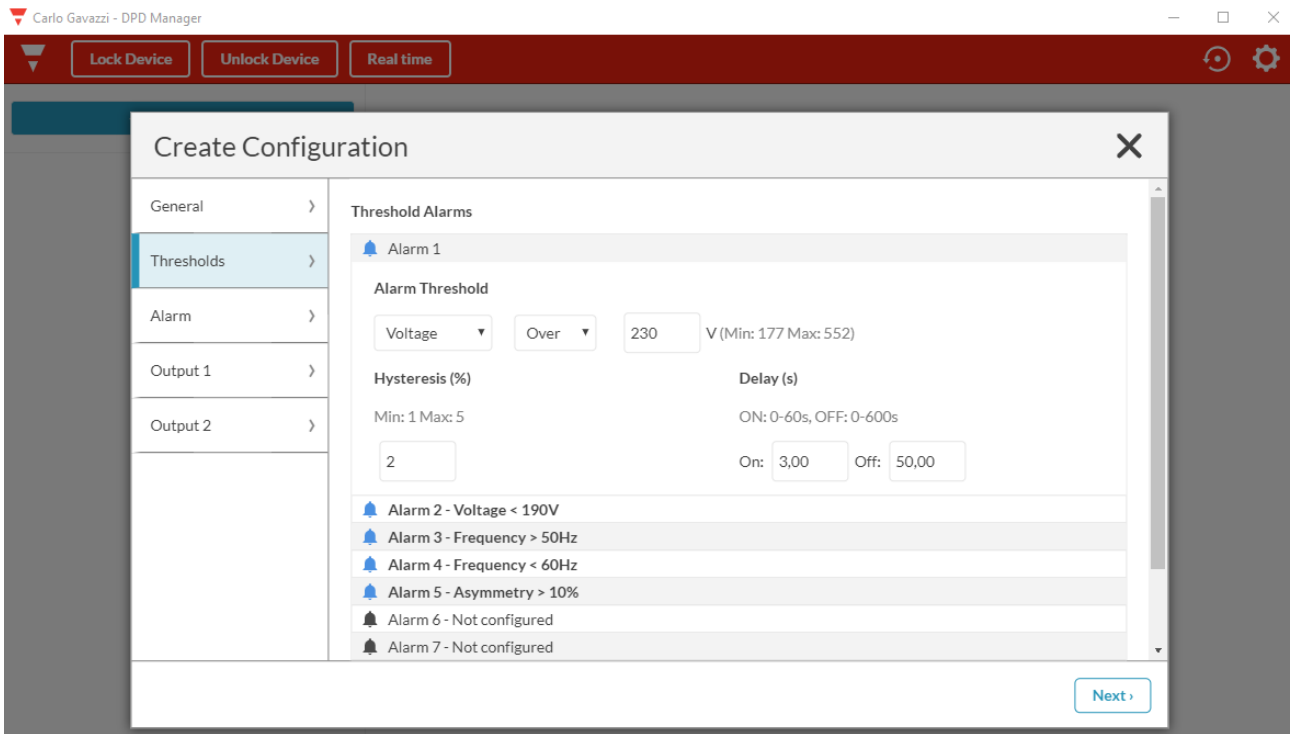 Carlo Gavazzi - DPD Manager
Lock Device Unlock Device Real time
Create Configuration
General
Thresholds
Alarm
Output 1
Output 2
Threshold Alarms
Alarm 1
Alarm Threshold
Voltage Over 230 V (Min: 177 Max: 552)
Hysteresis (%) Delay (s)
Min: 1 Max: 5 ON: 0-60s, OFF: 0-600s
2 On: 3,00 Off: 50,00
Alarm 2 - Voltage < 190V
Alarm 3 - Frequency > 50Hz
Alarm 4 - Frequency < 60Hz
Alarm 5 - Asymmetry > 10%
Alarm 6 - Not configured
Alarm 7 - Not configured
Next ›